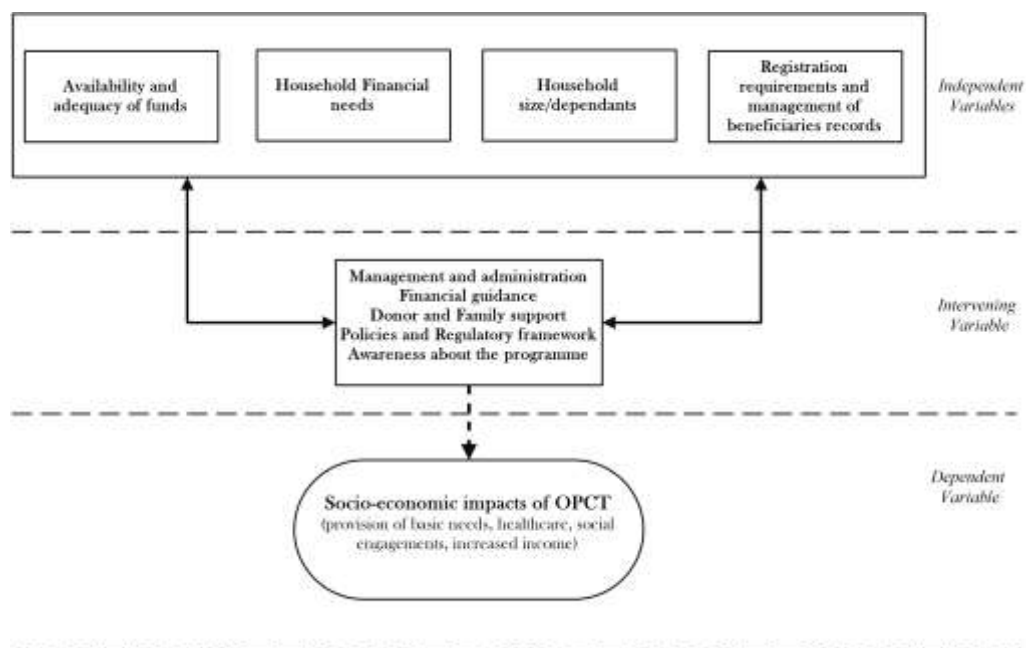 Availability and
adequacy of funds
Household Financial
needs
Household
size/dependants
Registration
requirements and
management of
beneficiaries records
Independent
Variables
Management and administration
Financial guidance
Donor and Family support
Policies and Regulatory framework
Awareness about the programme
Intervening
Variable
Socio-economic impacts of OPCT
(provision of basic needs, healthcare, social
engagements, increased income)
Dependent
Variable